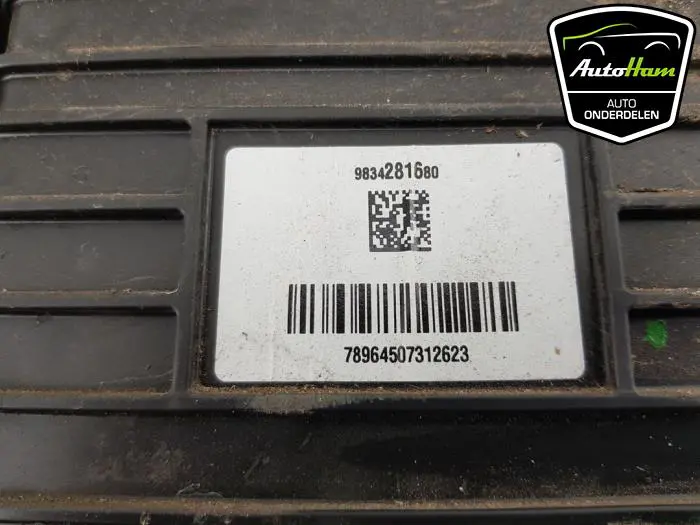 AutoHam
AUTO
ONDERDELEN
9834281680
78964507312623